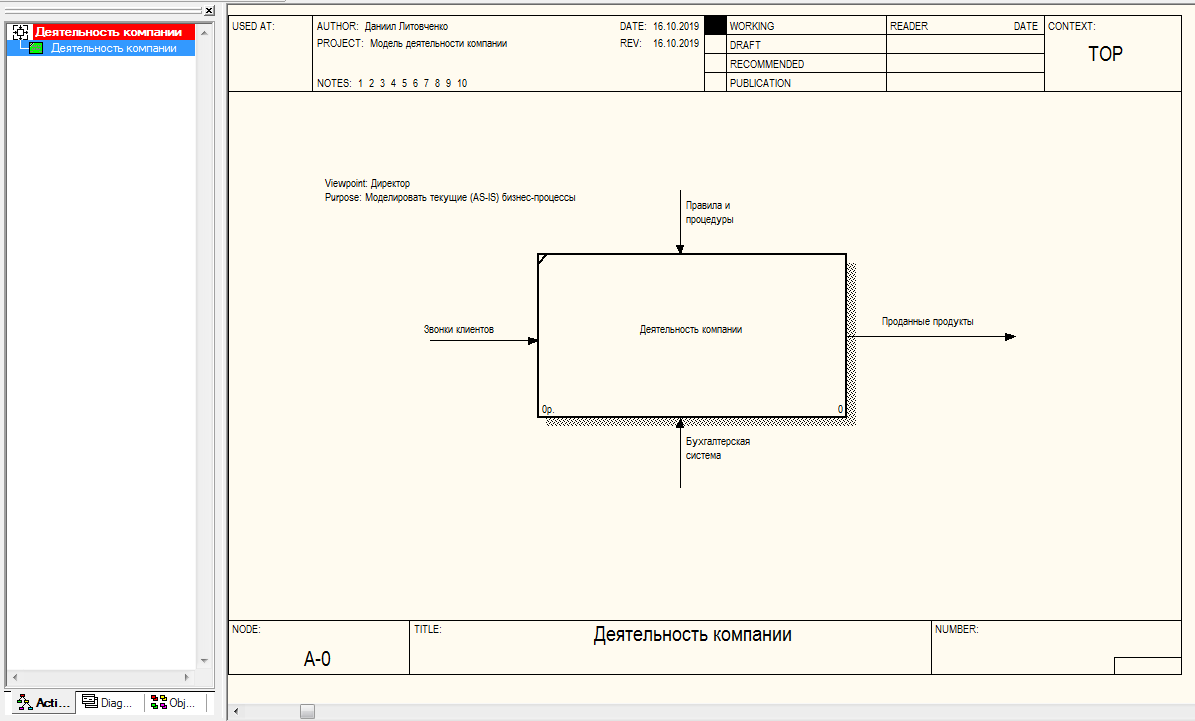 Деятельность компании
Деятельность компании
Acti...
Diag...
Obj...
USED AT:
AUTHOR: Даниил Литовченко
DATE: 16.10.2019
PROJECT: Модель деятельности компании
REV: 16.10.2019
NOTES: 1 2 3 4 5 6 7 8 9 10
WORKING
DRAFT
RECOMMENDED
PUBLICATION
READER
DATE
CONTEXT:
TOP
Viewpoint: Директор
Purpose: Моделировать текущие (AS-IS) бизнес-процессы
Правила и
процедуры
Звонки клиентов
Деятельность компании
Проданные продукты
0р.
0
Бухгалтерская
система
NODE:
A-0
TITLE:
Деятельность компании
NUMBER: